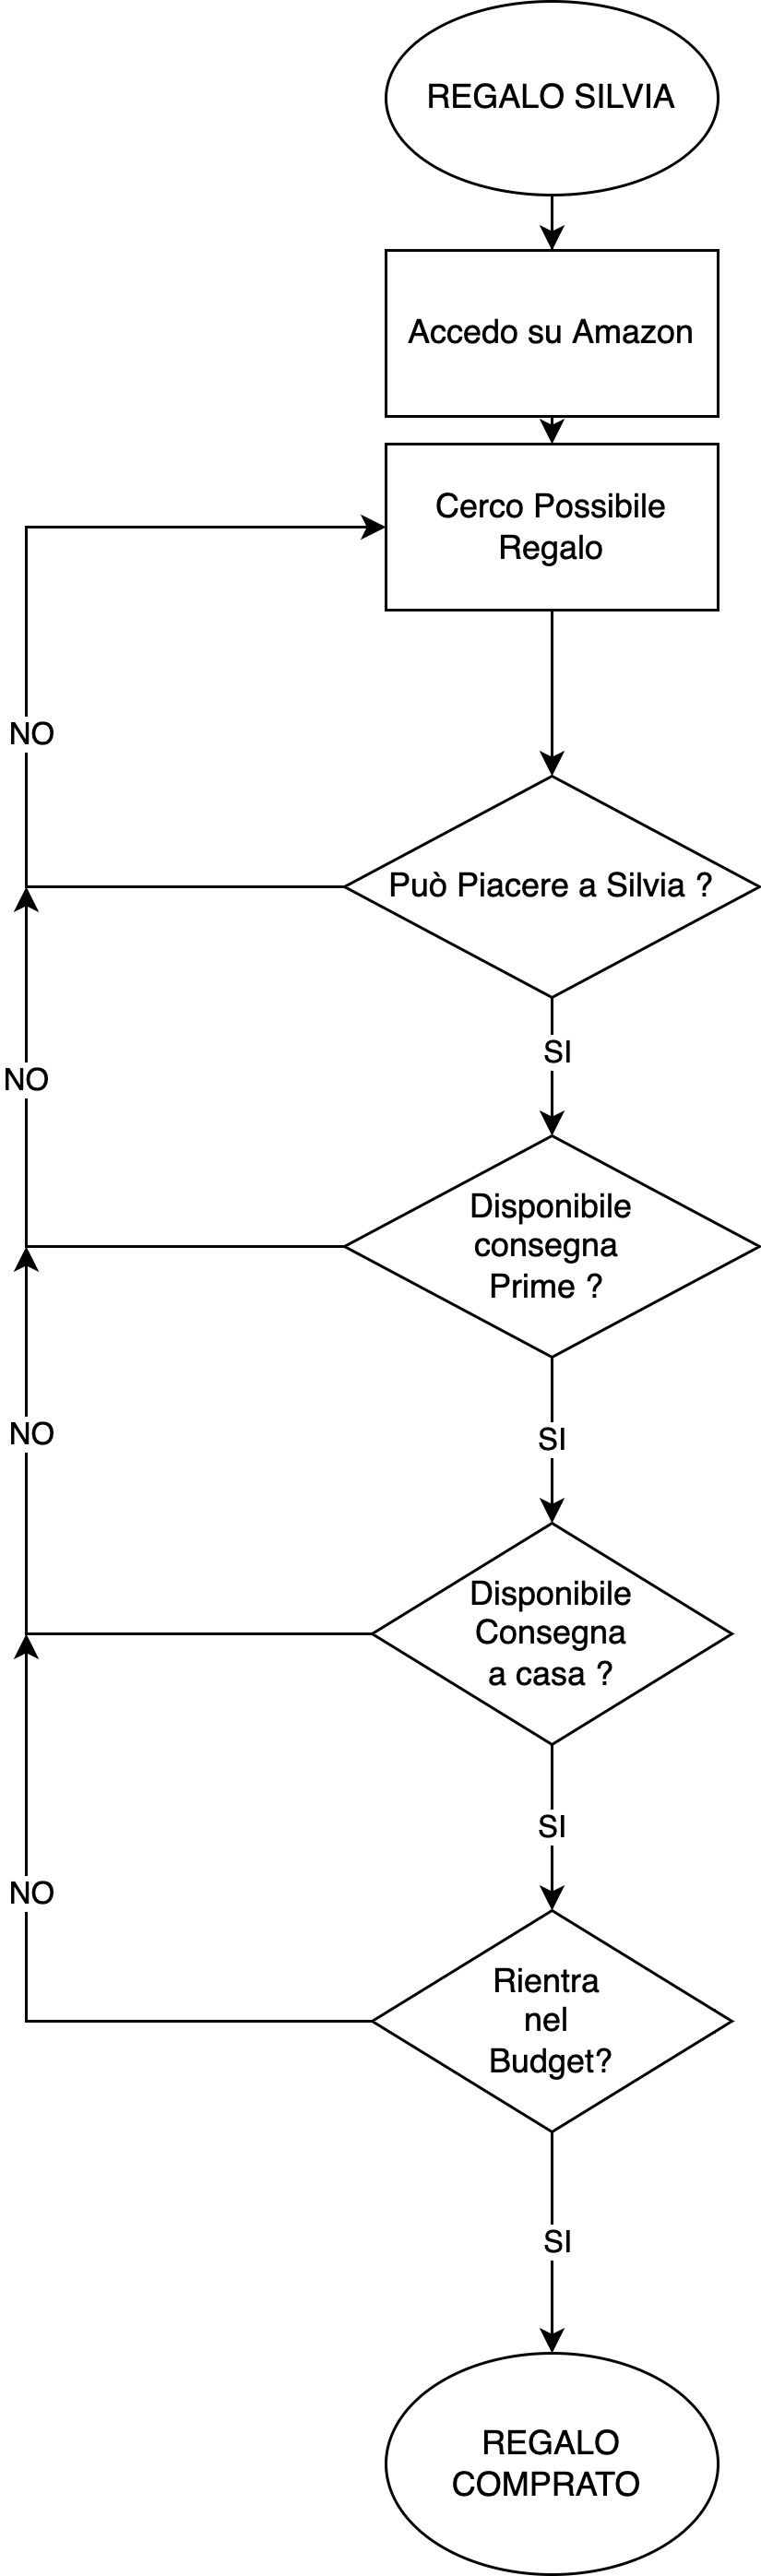 REGALO SILVIA
Accedo su Amazon
Cerco Possibile
Regalo
NO
Può Piacere a Silvia ?
SI
NO
Disponibile
consegna
Prime ?
NO
SI
Disponibile
Consegna
a casa ?
SI
NO
Rientra
nel
Budget?
SI
REGALO
COMPRATO